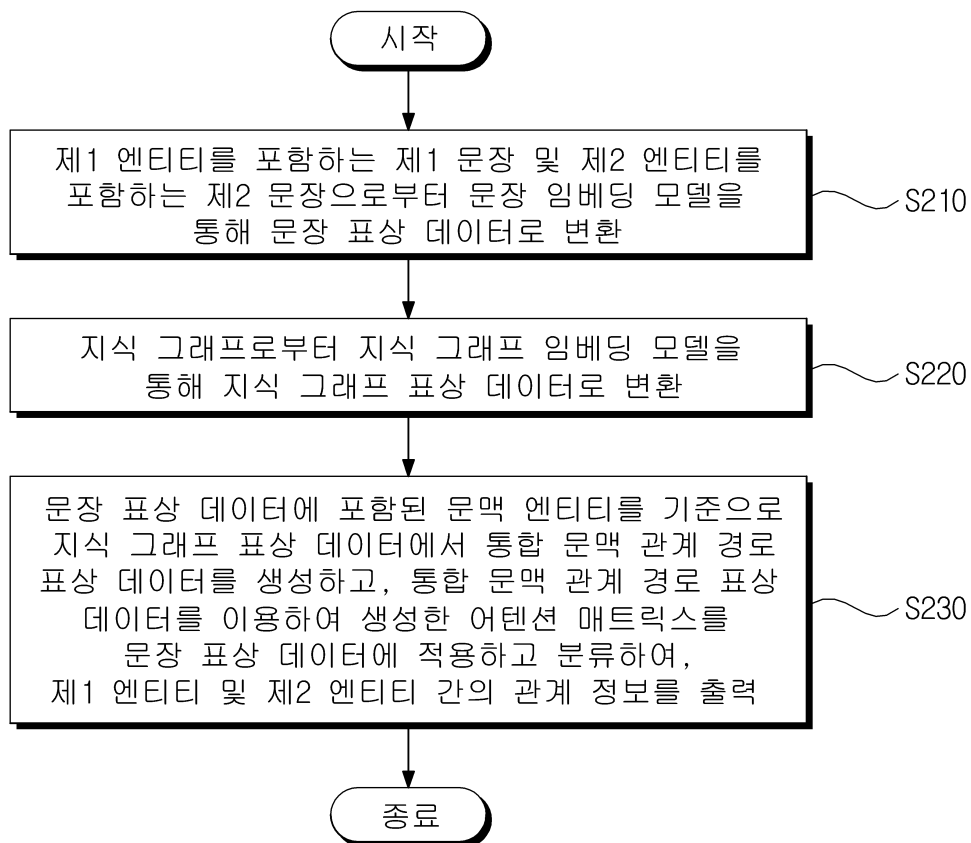 시작
제1 엔티티를 포함하는 제1 문장 및 제2 엔티티를
포함하는 제2 문장으로부터 문장 임베딩 모델을
통해 문장 표상 데이터로 변환
S210
지식 그래프로부터 지식 그래프 임베딩 모델을
통해 지식 그래프 표상 데이터로 변환
S220
문장 표상 데이터에 포함된 문맥 엔티티를 기준으로
지식 그래프 표상 데이터에서 통합 문맥 관계 경로
표상 데이터를 생성하고, 통합 문맥 관계 경로 표상
데이터를 이용하여 생성한 어텐션 매트릭스를
문장 표상 데이터에 적용하고 분류하여,
제1 엔티티 및 제2 엔티티 간의 관계 정보를 출력
S230
종료